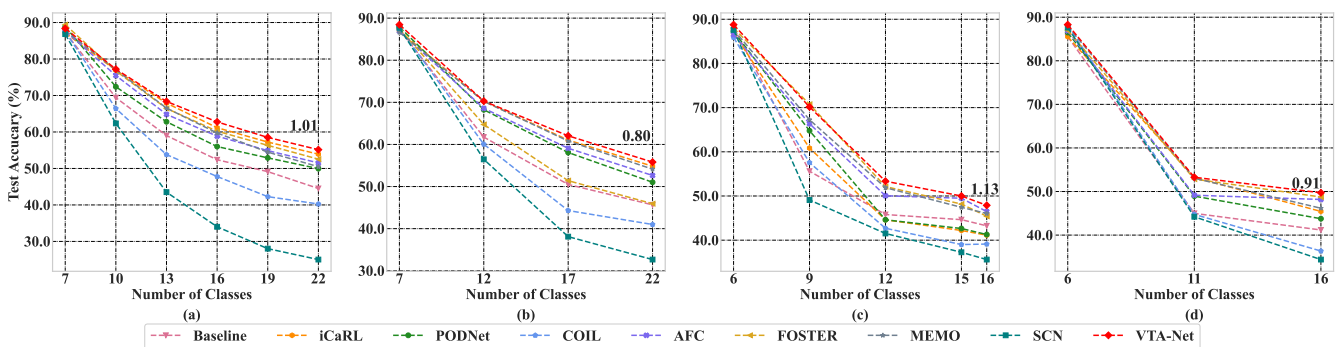 90.0 90.0 90.0 90.0
80.0 80.0 80.0 80.0
70.0 70.0 70.0 70.0
60.0 60.0 60.0 60.0
50.0 50.0 50.0 50.0
40.0 40.0 40.0 40.0
30.0 30.0
Test Accucary (%)
1.01 0.80 1.13 0.91
7 10 13 16 19 22 7 12 17 22 6 9 12 15 16 6 11 16
Number of Classes Number of Classes Number of Classes Number of Classes
(a) (b) (c) (d)
Baseline iCaRL PODNet COIL AFC FOSTER MEMO SCN VTA-Net